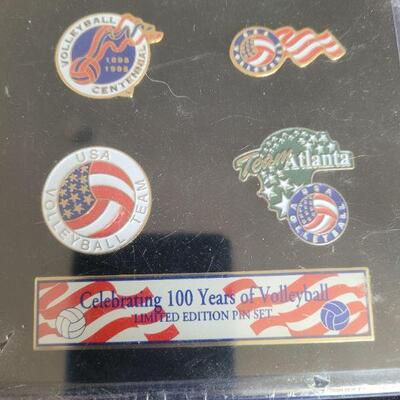 VOLLEYBALL
1895
1995
CENTENNIAL
USA
VOLLEYBALL TEAM
Team Atlanta
USA
Celebrating 100 Years of Volleyball
LIMITED EDITION PIN SET